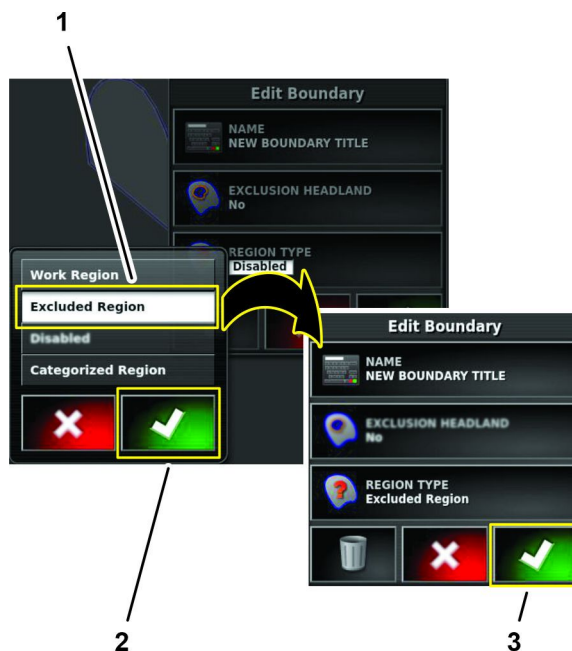 1
Edit Boundary
NAME
NEW BOUNDARY TITLE
EXCLUSION HEADLAND
No
REGION TYPE
Disabled
Work Region
Excluded Region
Disabled
Categorized Region
Edit Boundary
NAME
NEW BOUNDARY TITLE
EXCLUSION HEADLAND
No
REGION TYPE
Excluded Region
2
3